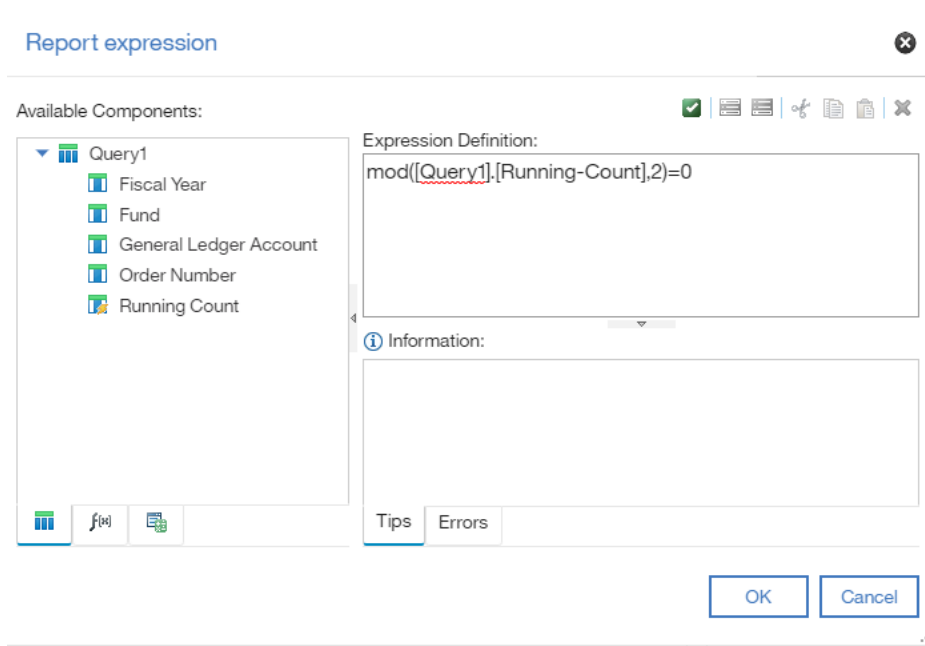 Report expression
Available Components:
Query1
Fiscal Year
Fund
General Ledger Account
Order Number
Running Count
Expression Definition:
mod([Query1].[Running-Count],2)=0
Information:
Tips
Errors
OK
Cancel